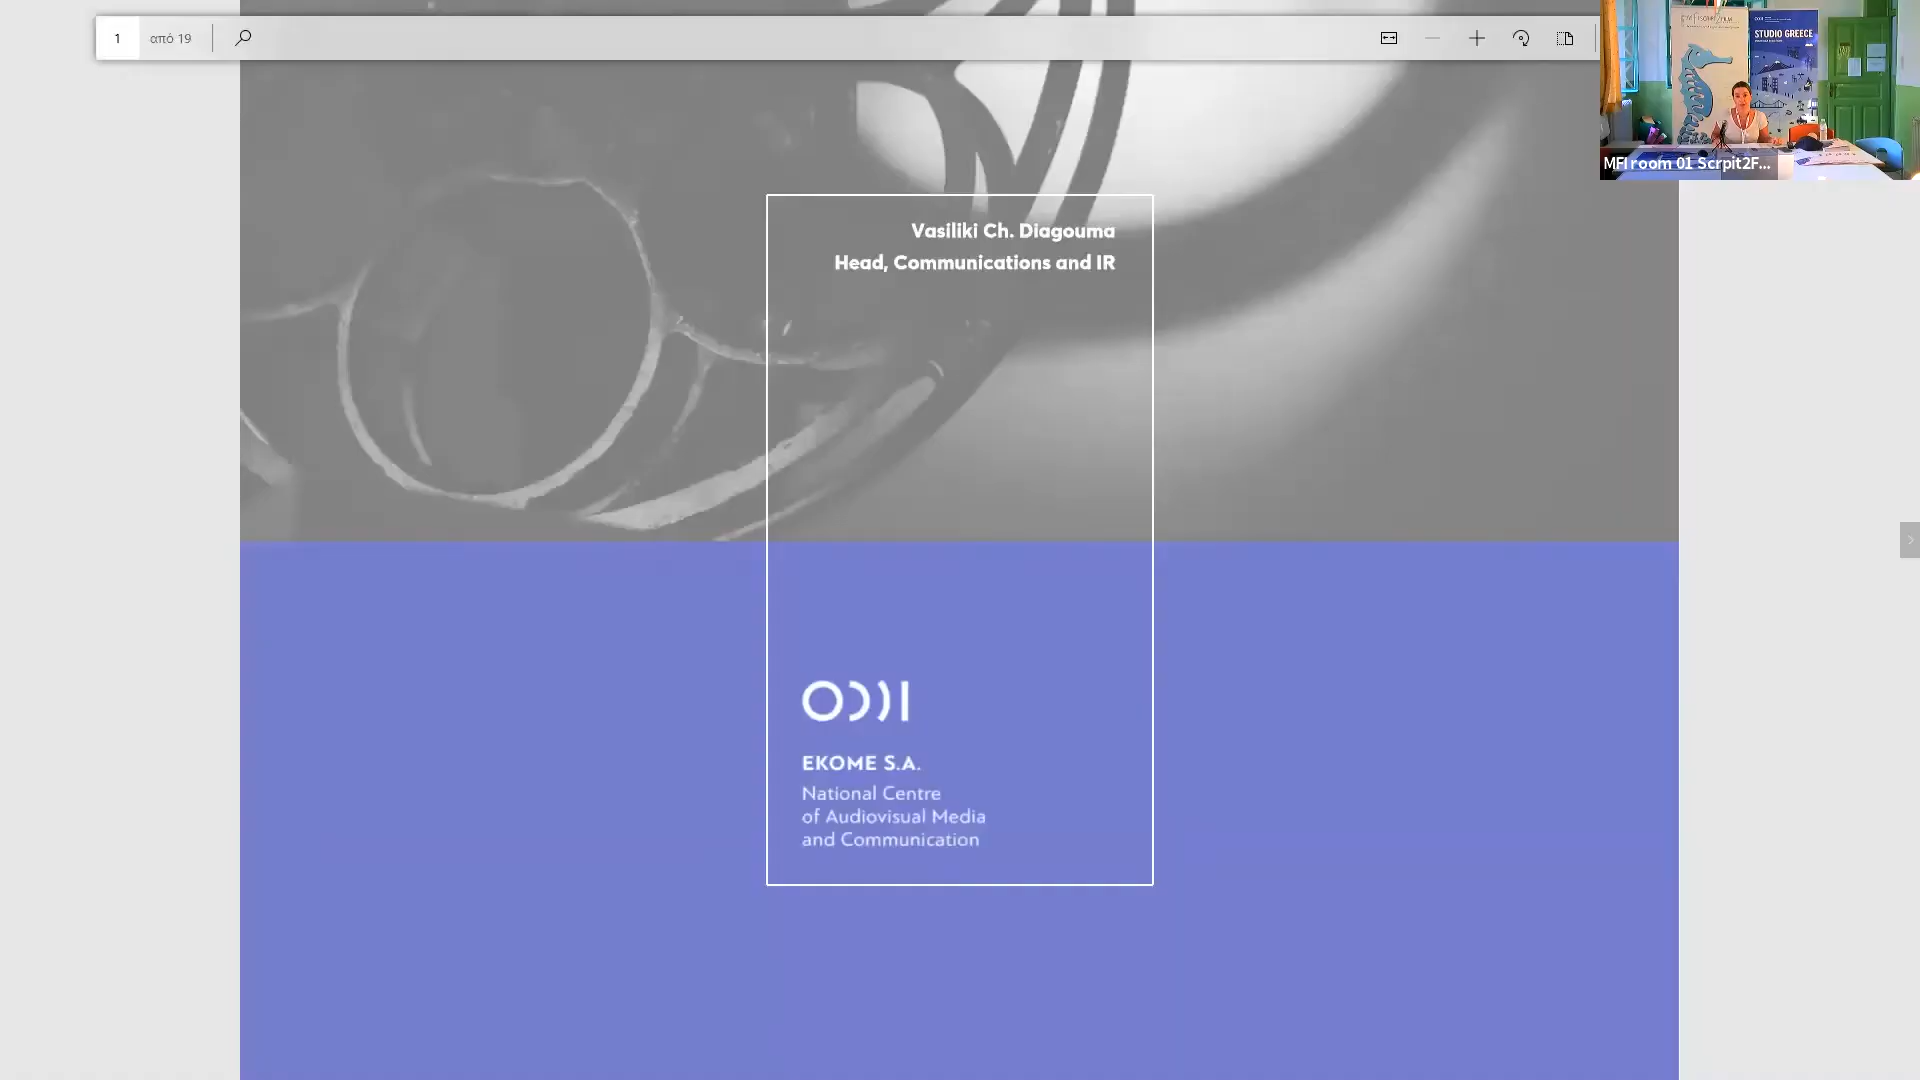 1 από 19
STUDIO GREECE
MFI room 01 Scrpit2F...
Vasiliki Ch. Diagouma
Head, Communications and IR
EKOME S.A.
National Centre
of Audiovisual Media
and Communication